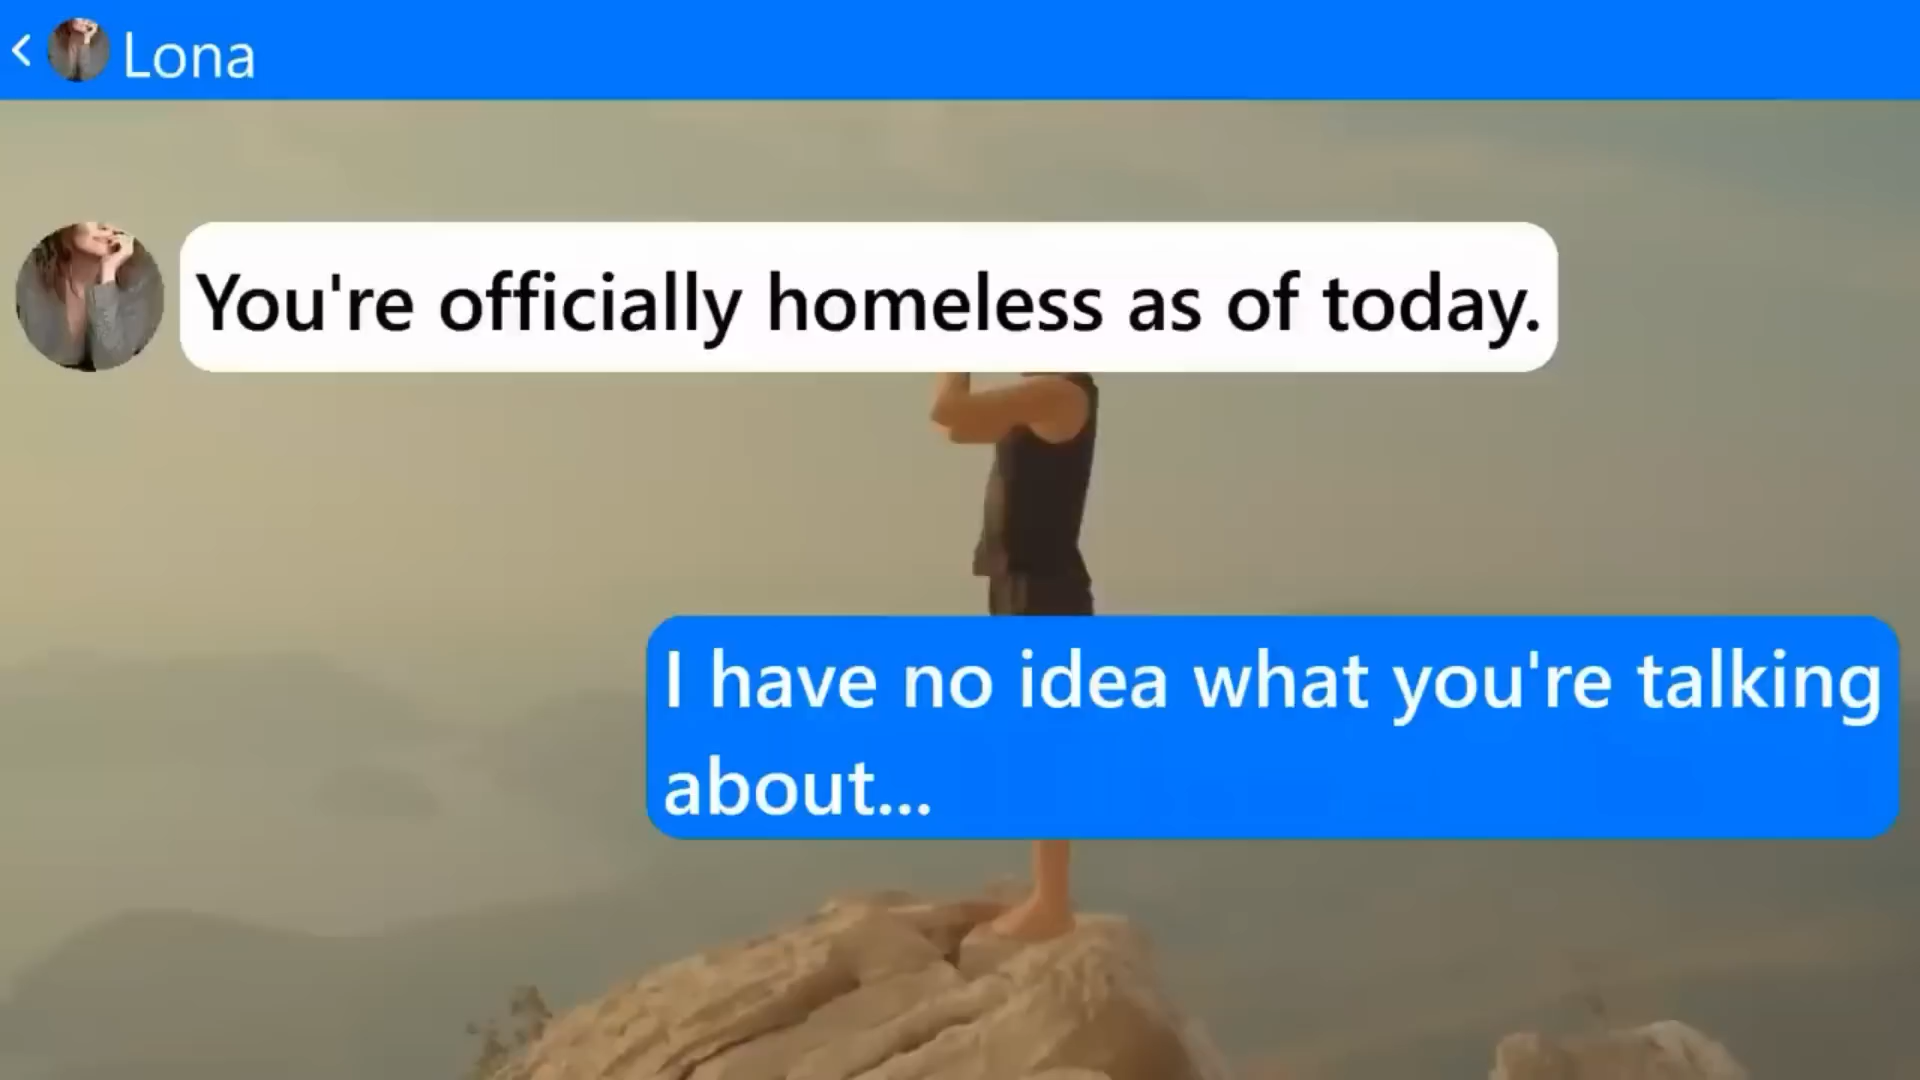 Lona
You're officially homeless as of today.
I have no idea what you're talking
about...